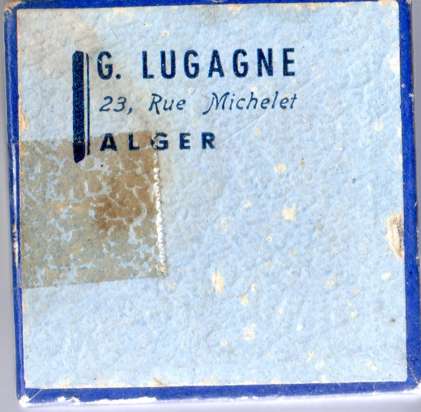 G. LUGAGNE
23, Rue Michelet
ALGER